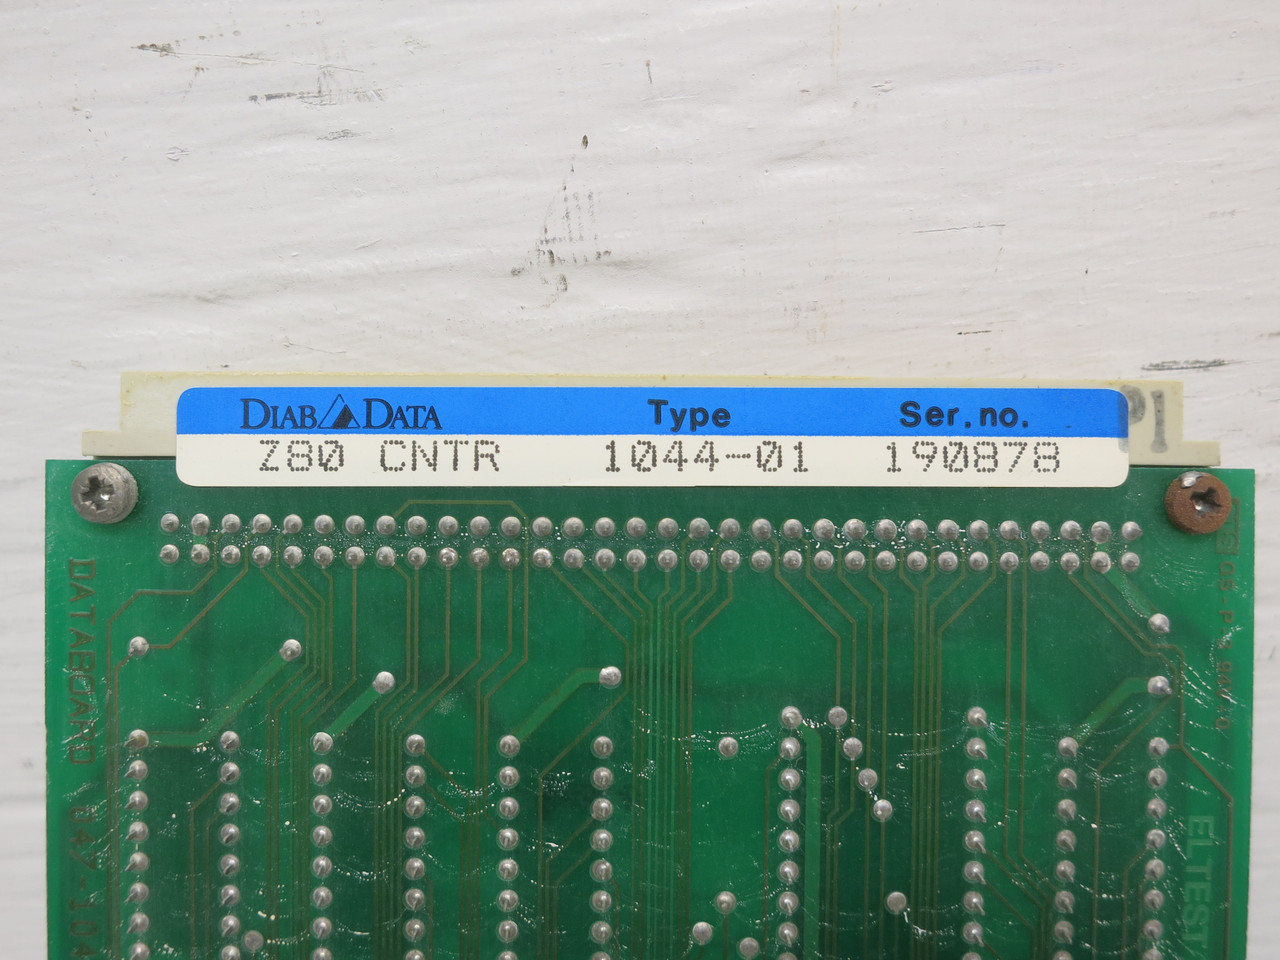 DIAB DATA Type Ser.no.
Z80 CNTR 1044-01 190878
P1
DATABOARD
ELTEST